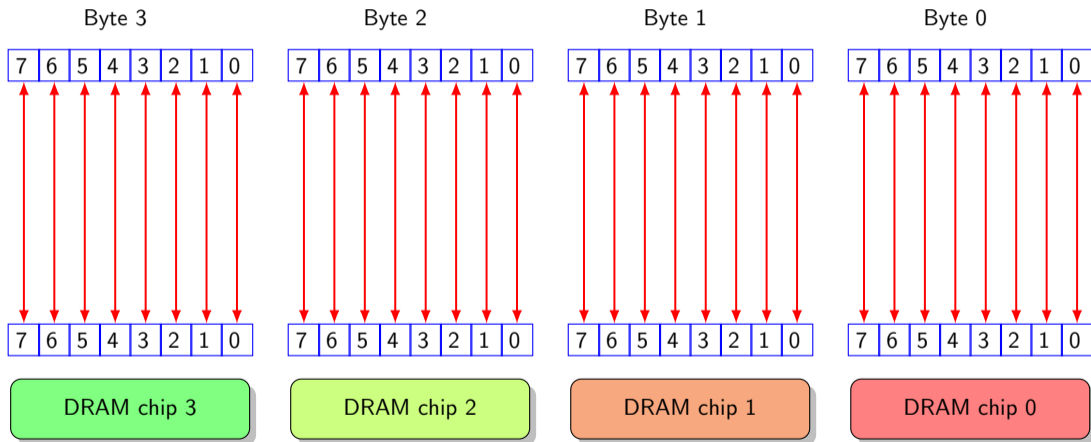 Byte 3 Byte 2 Byte 1 Byte 0
7 6 5 4 3 2 1 0 7 6 5 4 3 2 1 0 7 6 5 4 3 2 1 0 7 6 5 4 3 2 1 0
7 6 5 4 3 2 1 0 7 6 5 4 3 2 1 0 7 6 5 4 3 2 1 0 7 6 5 4 3 2 1 0
DRAM chip 3 DRAM chip 2 DRAM chip 1 DRAM chip 0